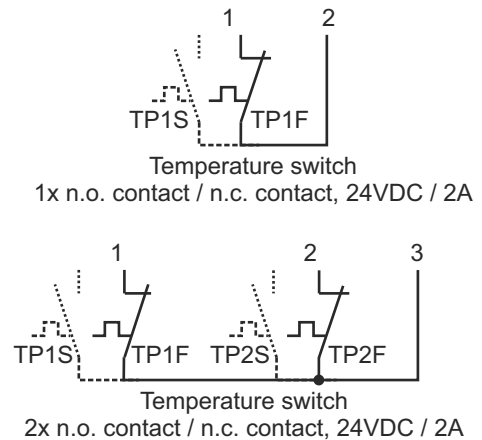 1 2
TP1S TP1F
Temperature switch
1x n.o. contact / n.c. contact, 24VDC / 2A
1 2 3
TP1S TP1F TP2S TP2F
Temperature switch
2x n.o. contact / n.c. contact, 24VDC / 2A